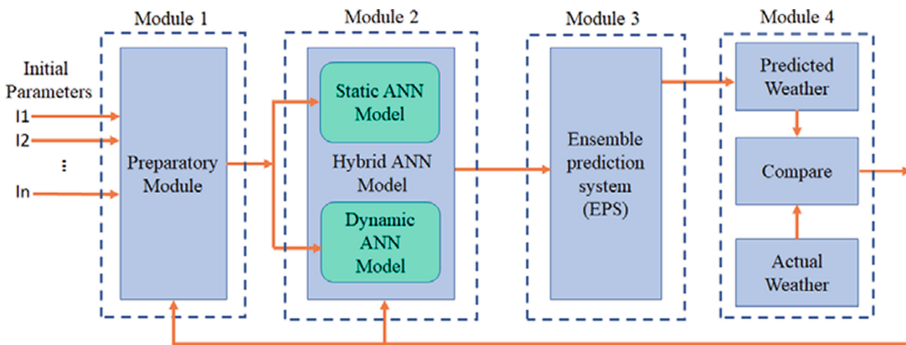 Module 1
Module 2
Module 3
Module 4
Initial
Parameters
I1
I2
...
In
Preparatory
Module
Static ANN
Model
Hybrid ANN
Model
Dynamic
ANN
Model
Ensemble
prediction
system
(EPS)
Predicted
Weather
Compare
Actual
Weather